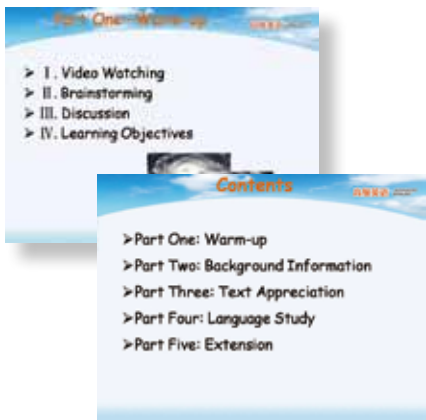 Part One: Warm-up
➢ Ⅰ. Video Watching
➢ Ⅱ. Brainstorming
➢ Ⅲ. Discussion
➢ Ⅳ. Learning Objectives
Contents
➢Part One: Warm-up
➢Part Two: Background Information
➢Part Three: Text Appreciation
➢Part Four: Language Study
➢Part Five: Extension